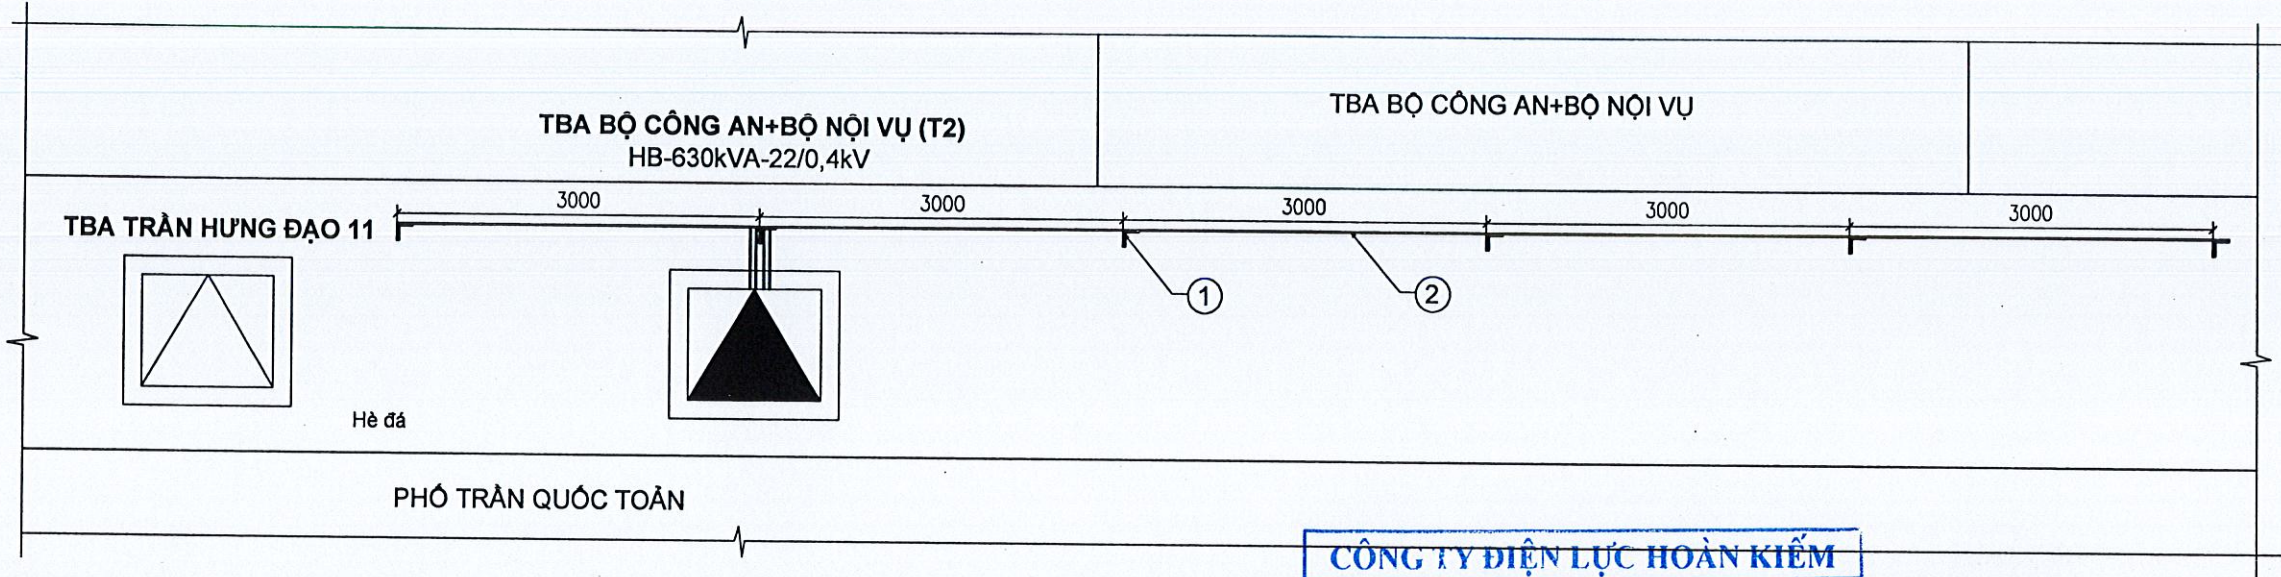 TBA BỘ CÔNG AN+BỘ NỘI VỤ (T2)
HB-630kVA-22/0,4kV
TBA BỘ CÔNG AN+BỘ NỘI VỤ
3000
3000
3000
3000
3000
TBA TRẦN HƯNG ĐẠO 11
1
2
Hè đá
PHỐ TRẦN QUỐC TOẢN
CÔNG TY ĐIỆN LỰC HOÀN KIẾM